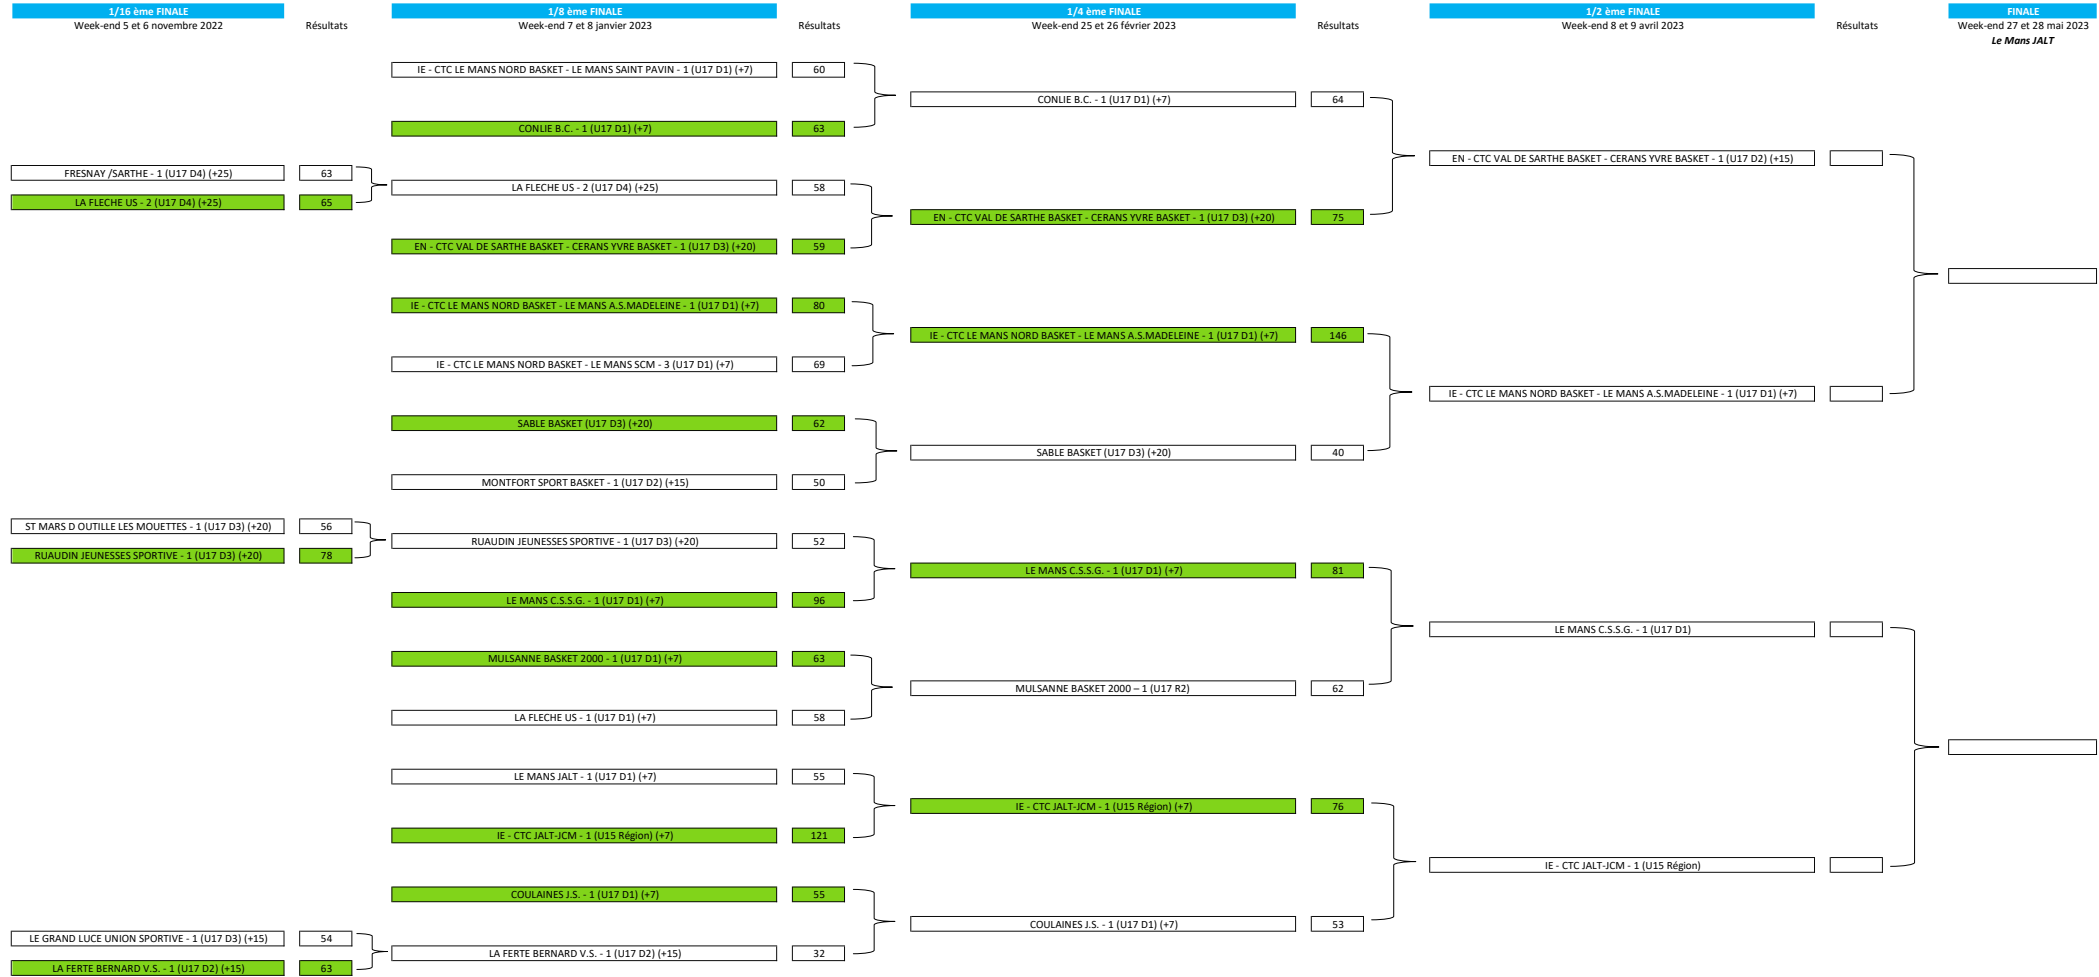 1/16 ème FINALE
Week-end 5 et 6 novembre 2022
Résultats
FRESNAY /SARTHE - 1 (U17 D4) (+25) 63
LA FLECHE US - 2 (U17 D4) (+25) 65
ST MARS D OUTILLE LES MOUETTES - 1 (U17 D3) (+20) 56
RUAUDIN JEUNESSES SPORTIVE - 1 (U17 D3) (+20) 78
LE GRAND LUCE UNION SPORTIVE - 1 (U17 D3) (+15) 54
LA FERTE BERNARD V.S. - 1 (U17 D2) (+15) 63
1/8 ème FINALE
Week-end 7 et 8 janvier 2023
Résultats
IE - CTC LE MANS NORD BASKET - LE MANS SAINT PAVIN - 1 (U17 D1) (+7) 60
CONLIE B.C. - 1 (U17 D1) (+7) 63
LA FLECHE US - 2 (U17 D4) (+25) 58
EN - CTC VAL DE SARTHE BASKET - CERANS YVRE BASKET - 1 (U17 D3) (+20) 59
IE - CTC LE MANS NORD BASKET - LE MANS A.S.MADELEINE - 1 (U17 D1) (+7) 80
IE - CTC LE MANS NORD BASKET - LE MANS SCM - 3 (U17 D1) (+7) 69
SABLE BASKET (U17 D3) (+20) 62
MONTFORT SPORT BASKET - 1 (U17 D2) (+15) 50
RUAUDIN JEUNESSES SPORTIVE - 1 (U17 D3) (+20) 52
LE MANS C.S.S.G. - 1 (U17 D1) (+7) 96
MULSANNE BASKET 2000 - 1 (U17 D1) (+7) 63
LA FLECHE US - 1 (U17 D1) (+7) 58
LE MANS JALT - 1 (U17 D1) (+7) 55
IE - CTC JALT-JCM - 1 (U15 Région) (+7) 121
COULAINES J.S. - 1 (U17 D1) (+7) 55
LA FERTE BERNARD V.S. - 1 (U17 D2) (+15) 32
1/4 ème FINALE
Week-end 25 et 26 février 2023
Résultats
CONLIE B.C. - 1 (U17 D1) (+7) 64
EN - CTC VAL DE SARTHE BASKET - CERANS YVRE BASKET - 1 (U17 D3) (+20) 75
IE - CTC LE MANS NORD BASKET - LE MANS A.S.MADELEINE - 1 (U17 D1) (+7) 146
SABLE BASKET (U17 D3) (+20) 40
LE MANS C.S.S.G. - 1 (U17 D1) (+7) 81
MULSANNE BASKET 2000 – 1 (U17 R2) 62
IE - CTC JALT-JCM - 1 (U15 Région) (+7) 76
COULAINES J.S. - 1 (U17 D1) (+7) 53
1/2 ème FINALE
Week-end 8 et 9 avril 2023
Résultats
EN - CTC VAL DE SARTHE BASKET - CERANS YVRE BASKET - 1 (U17 D2) (+15)
IE - CTC LE MANS NORD BASKET - LE MANS A.S.MADELEINE - 1 (U17 D1) (+7)
LE MANS C.S.S.G. - 1 (U17 D1)
IE - CTC JALT-JCM - 1 (U15 Région)
FINALE
Week-end 27 et 28 mai 2023
Le Mans JALT